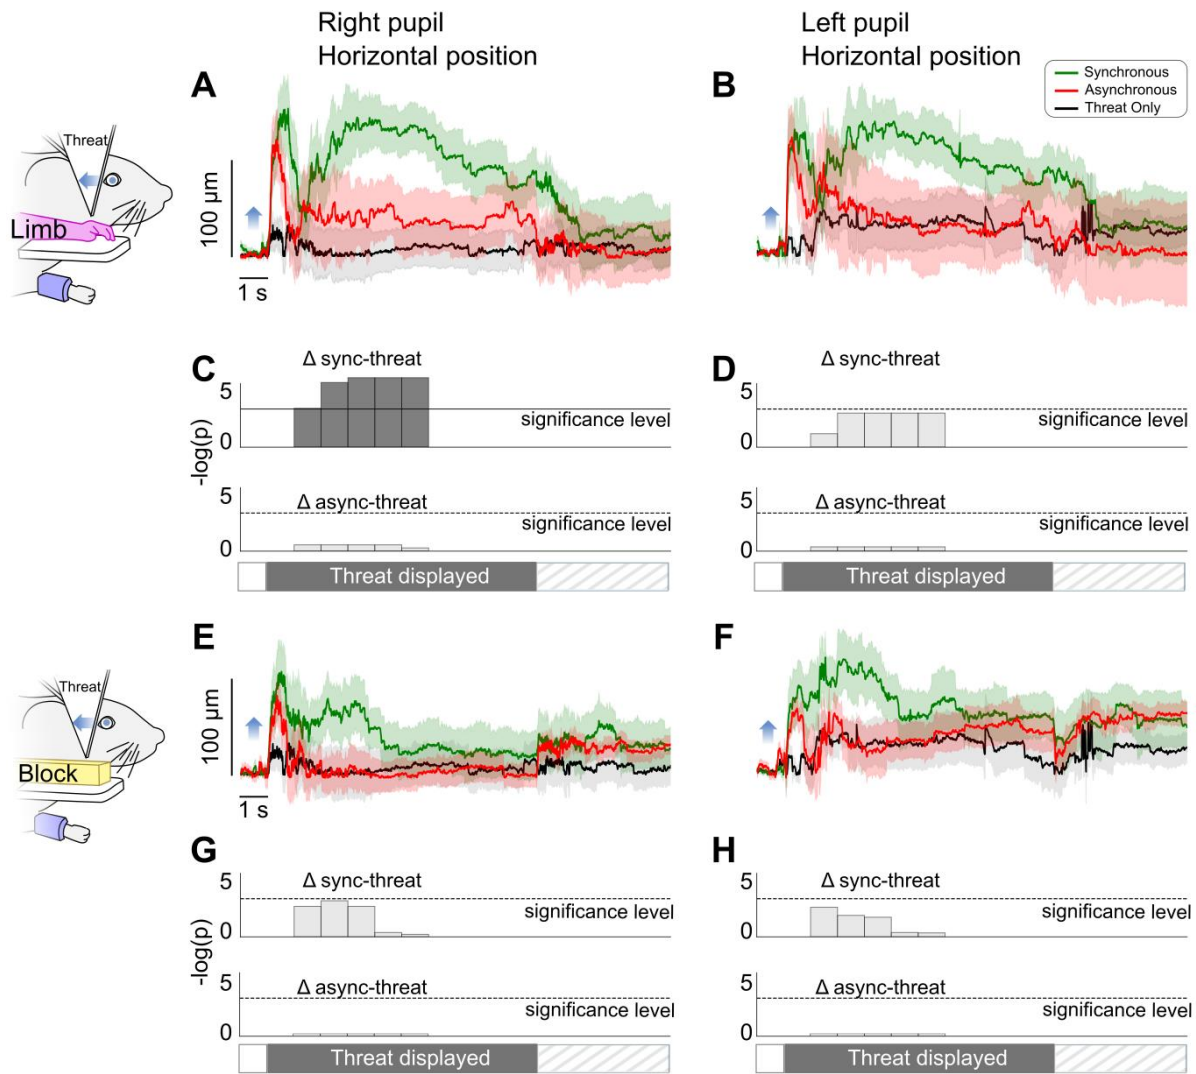 Right pupil
Horizontal position
Left pupil
Horizontal position
A
B
Synchronous
Asynchronous
Threat Only
Threat
Limb
100 µm
1 s
C
Δ sync-threat
5
significance level
0
D
Δ sync-threat
5
significance level
0
-log(p)
5
Δ async-threat
significance level
0
5
Δ async-threat
significance level
0
Threat displayed
Threat displayed
E
F
Threat
Block
100 µm
1 s
G
Δ sync-threat
5
significance level
0
H
Δ sync-threat
5
significance level
0
-log(p)
5
Δ async-threat
significance level
0
5
Δ async-threat
significance level
0
Threat displayed
Threat displayed